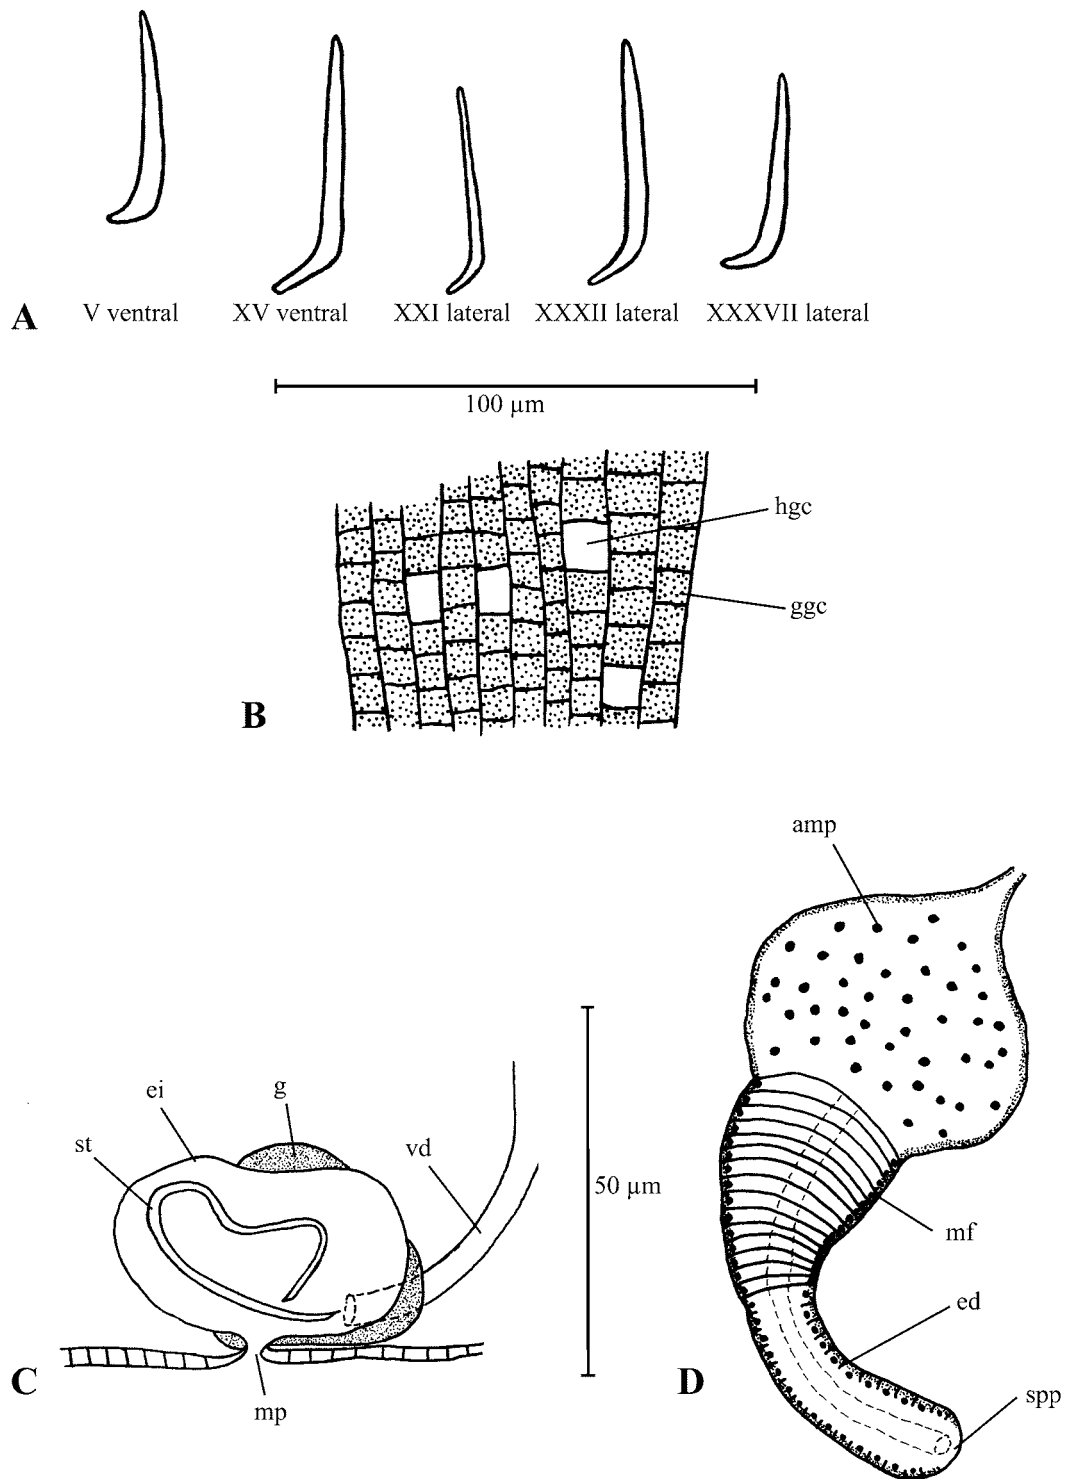 A
V ventral
XV ventral
XXI lateral
XXXII lateral
XXXVII lateral
100 µm
hgc
ggc
B
amp
ei
g
st
vd
50 µm
mf
ed
C
mp
D
spp